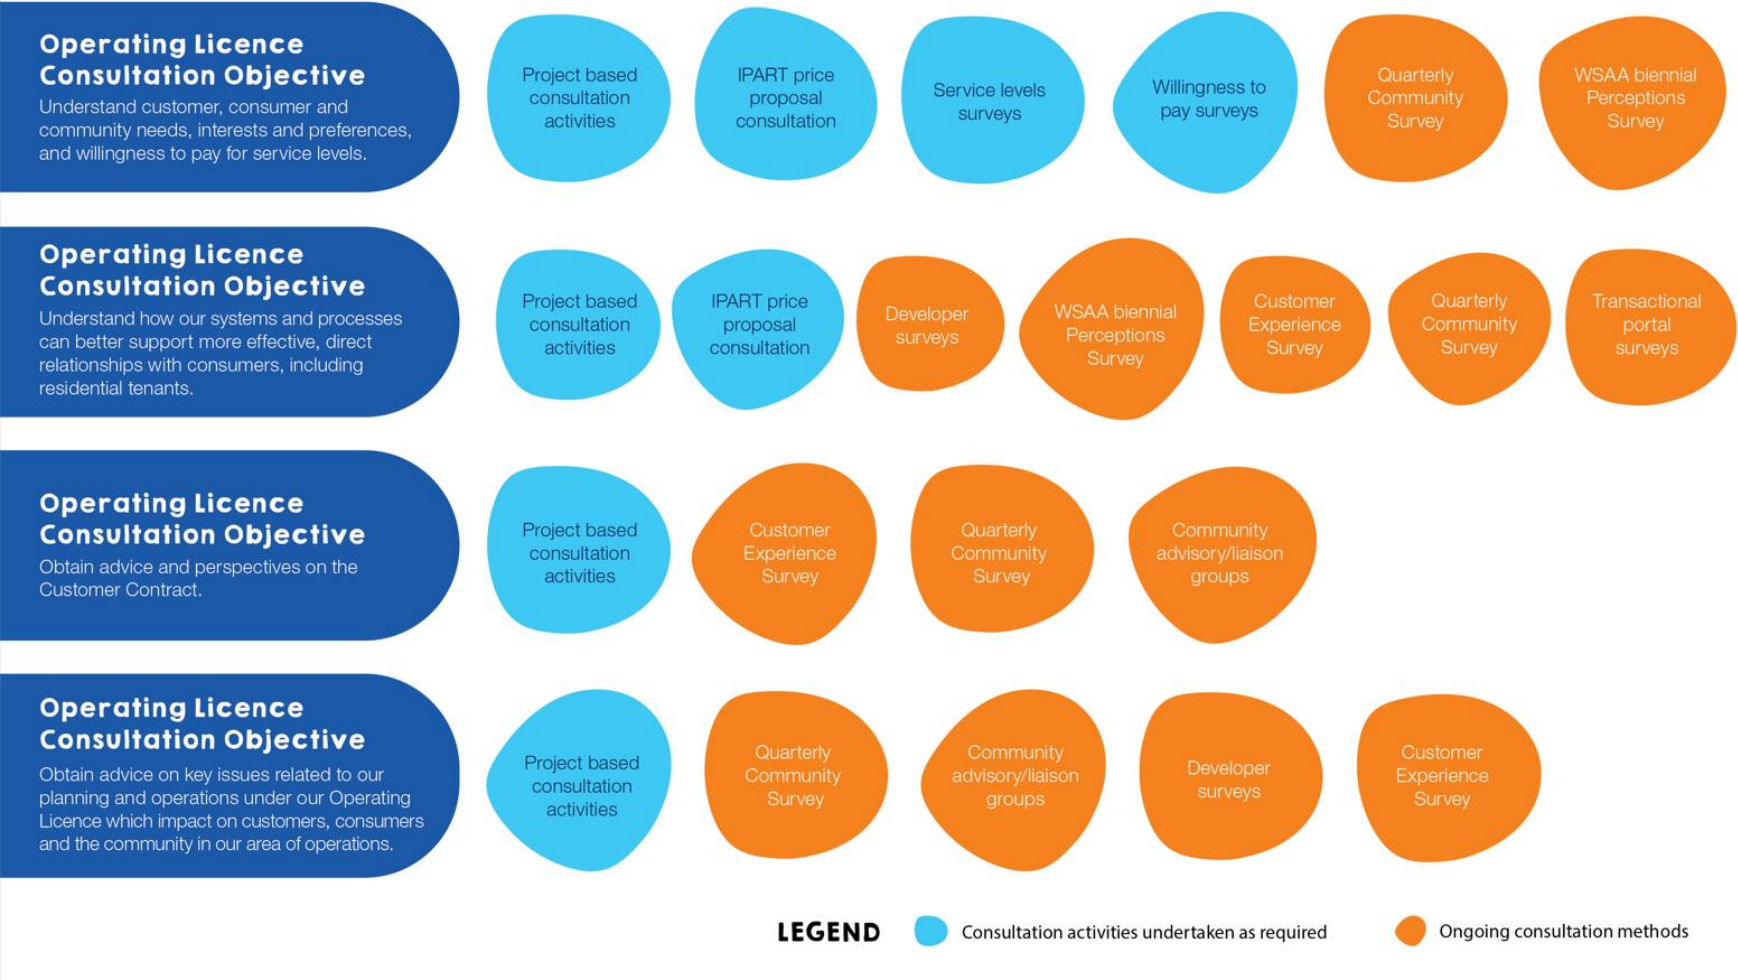 Operating Licence
Consultation Objective
Understand customer, consumer and
community needs, interests and preferences,
and willingness to pay for service levels.
Project based
consultation
activities
IPART price
proposal
consultation
Service levels
surveys
Willingness to
pay surveys
Quarterly
Community
Survey
WSAA biennial
Perceptions
Survey
Operating Licence
Consultation Objective
Understand how our systems and processes
can better support more effective, direct
relationships with consumers, including
residential tenants.
Project based
consultation
activities
IPART price
proposal
consultation
Developer
surveys
WSAA biennial
Perceptions
Survey
Customer
Experience
Survey
Quarterly
Community
Survey
Transactional
portal
surveys
Operating Licence
Consultation Objective
Obtain advice and perspectives on the
Customer Contract.
Project based
consultation
activities
Customer
Experience
Survey
Quarterly
Community
Survey
Community
advisory/liaison
groups
Operating Licence
Consultation Objective
Obtain advice on key issues related to our
planning and operations under our Operating
Licence which impact on customers, consumers
and the community in our area of operations.
Project based
consultation
activities
Quarterly
Community
Survey
Community
advisory/liaison
groups
Developer
surveys
Customer
Experience
Survey
LEGEND
Consultation activities undertaken as required
Ongoing consultation methods